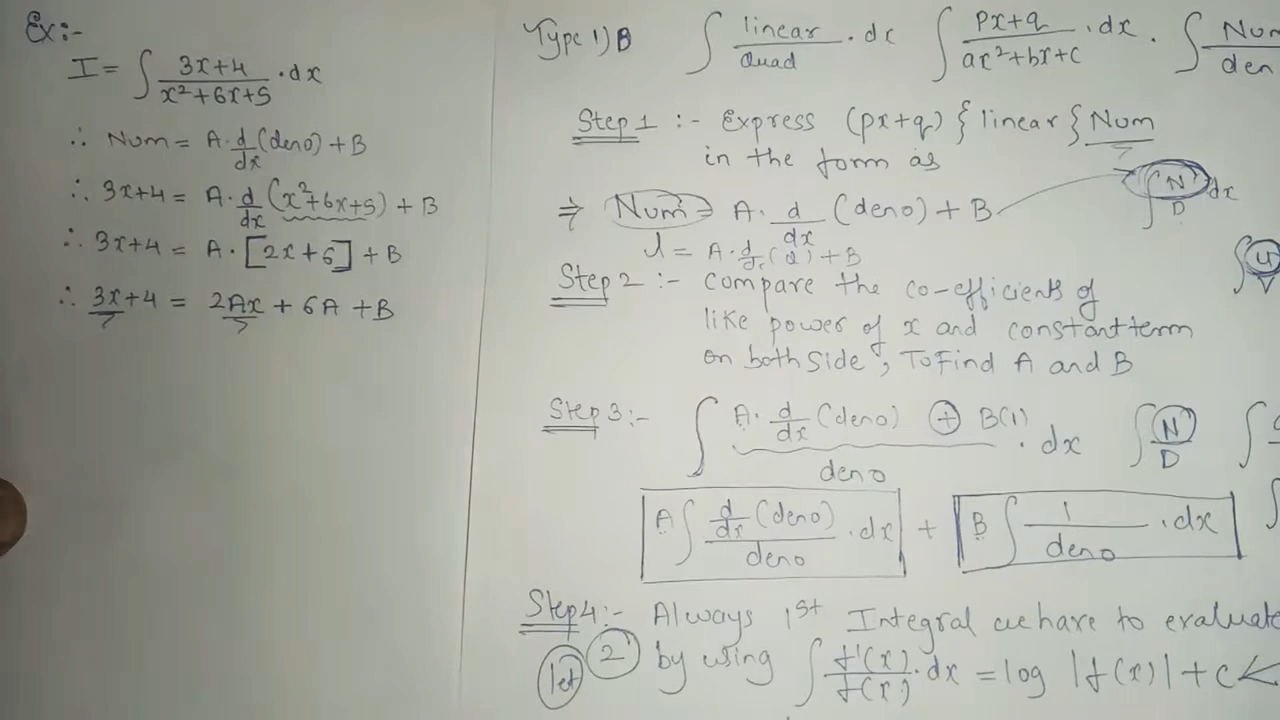 Ex:-
I = ∫ 3x+4 / x²+6x+5 · dx
∴ Num = A· d/dx (deno) + B
∴ 3x+4 = A· d/dx (x²+6x+5) + B
∴ 3x+4 = A· [2x+6] + B
∴ 3x+4 = 2Ax + 6A + B
Type 1) B ∫ linear / Quad · dx ∫ px+q / ax²+bx+c · dx · ∫ Num / den
Step 1 :- Express (px+q) {linear} Num
in the form as
⇒ Num = A· d/dx (deno) + B ∫ N/D dx
u = A· d/dx ( ) + B
Step 2 :- Compare the co-efficients of
like power of x and constant term
on both side, To Find A and B
Step 3:- ∫ A· d/dx (deno) + B(1) / deno · dx ∫ N/D
A ∫ d/dx (deno) / deno · dx + B ∫ 1 / deno · dx
Step 4:- Always 1st Integral we have to evaluate
let 2 by using ∫ f'(x) / f(x) · dx = log |f(x)| + c